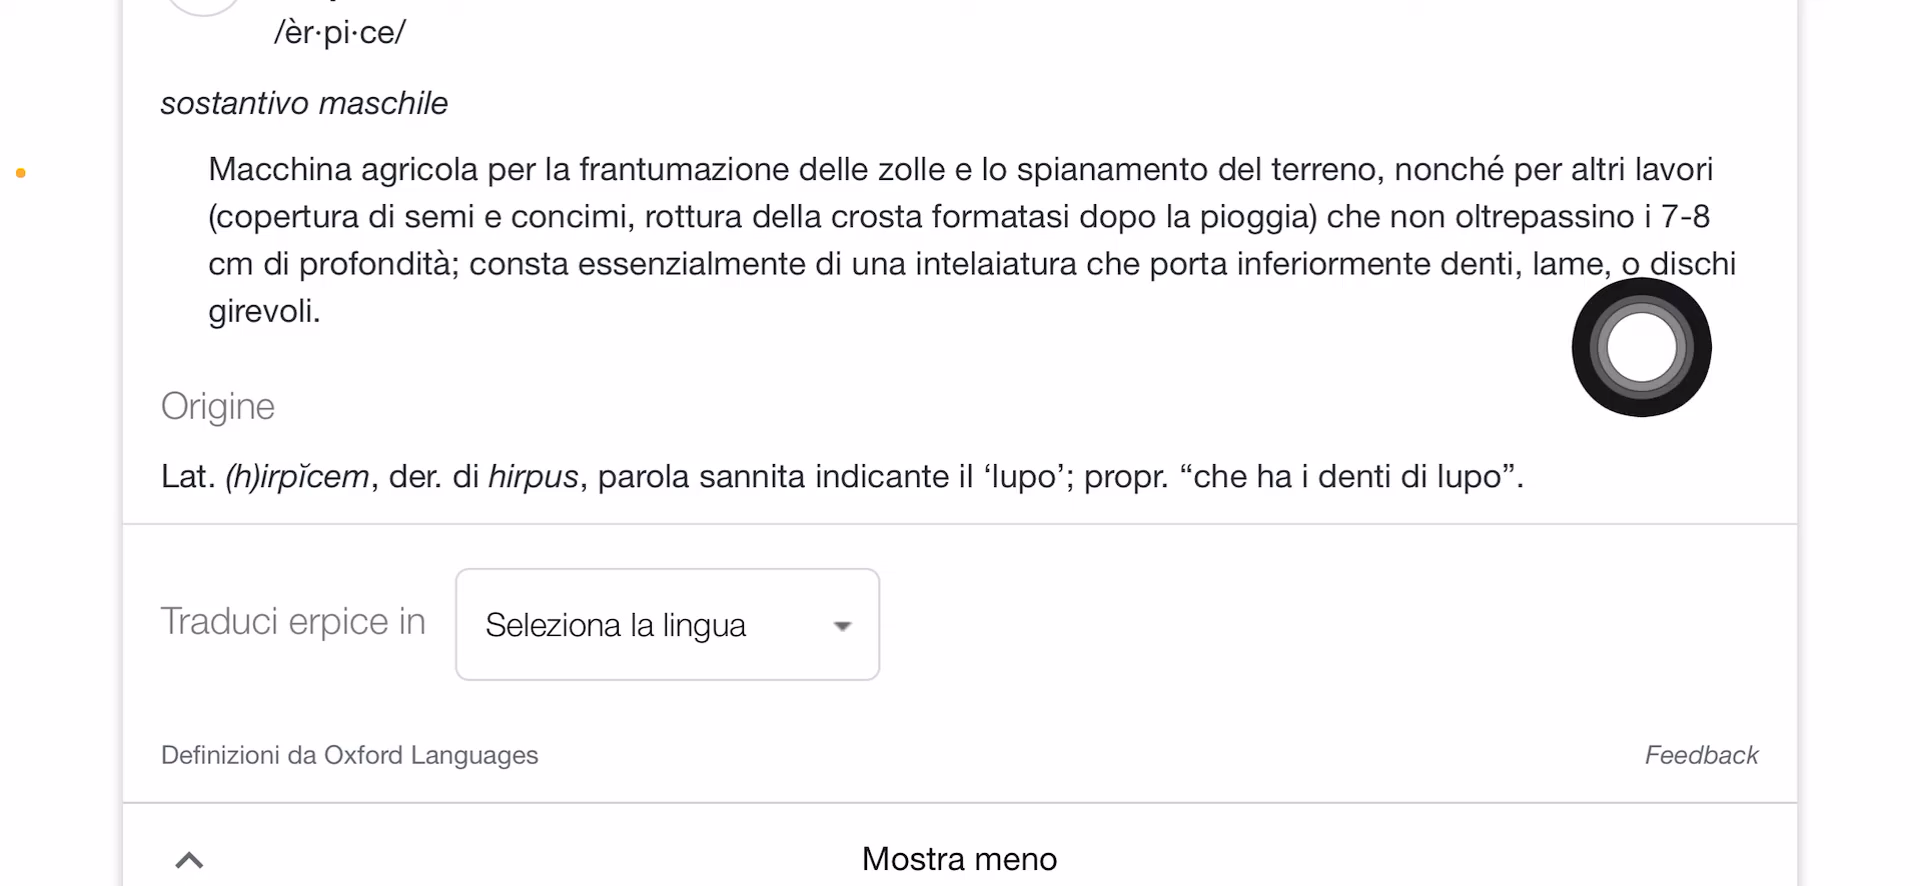 /èr·pi·ce/
sostantivo maschile
Macchina agricola per la frantumazione delle zolle e lo spianamento del terreno, nonché per altri lavori
(copertura di semi e concimi, rottura della crosta formatasi dopo la pioggia) che non oltrepassino i 7-8
cm di profondità; consta essenzialmente di una intelaiatura che porta inferiormente denti, lame, o dischi
girevoli.
Origine
Lat. (h)irpĭcem, der. di hirpus, parola sannita indicante il ‘lupo’; propr. “che ha i denti di lupo”.
Traduci erpice in
Seleziona la lingua
Definizioni da Oxford Languages
Feedback
Mostra meno